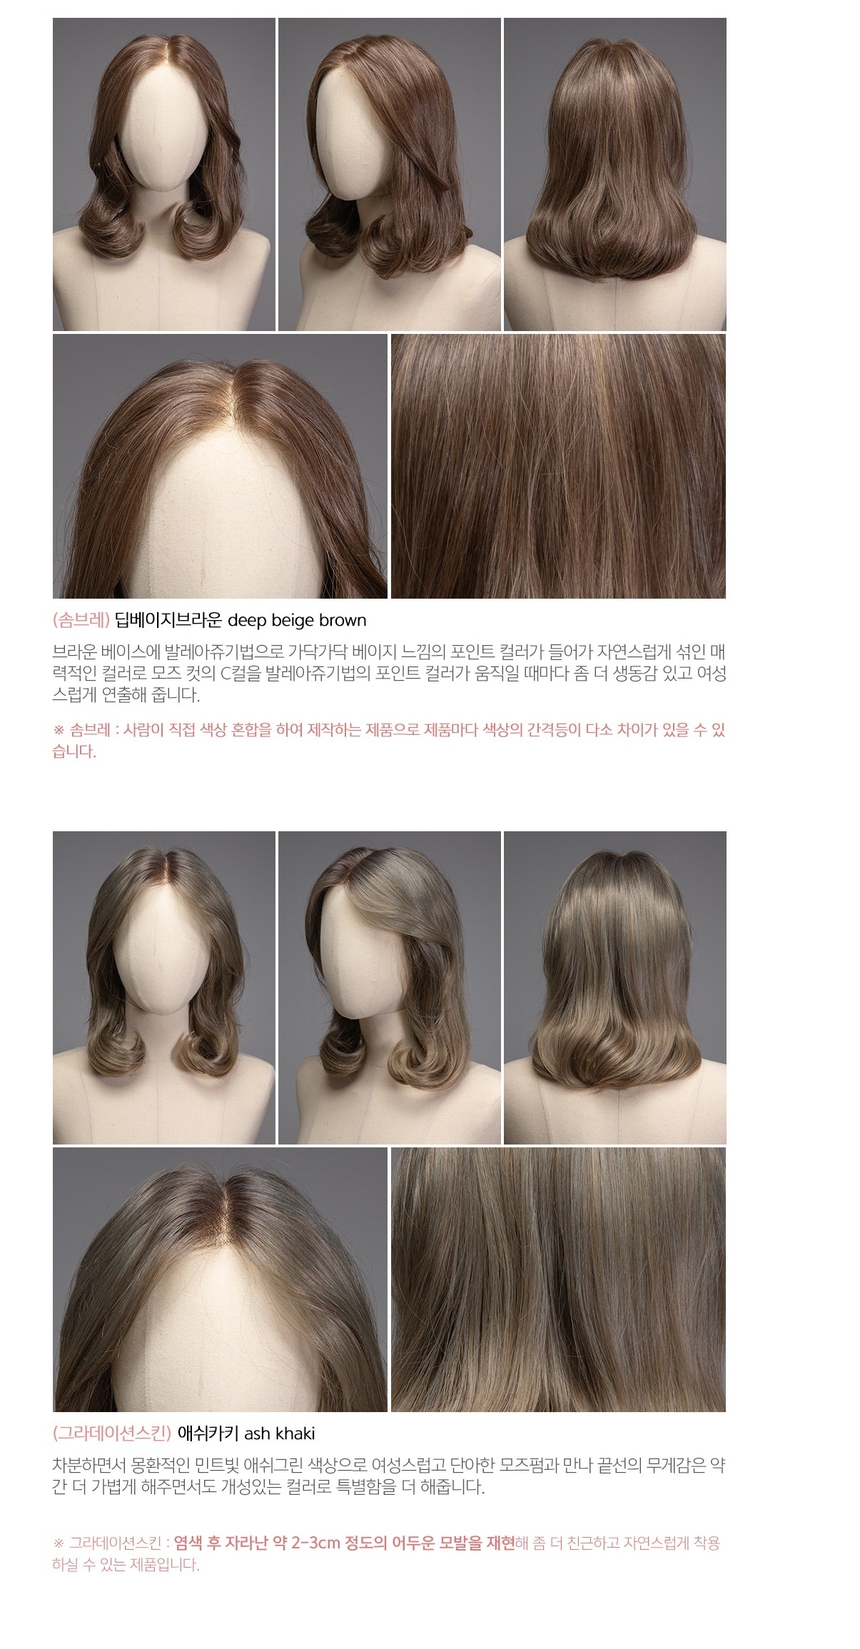 (솜브레) 딥베이지브라운 deep beige brown
브라운 베이스에 발레아쥬기법으로 가닥가닥 베이지 느낌의 포인트 컬러가 들어가 자연스럽게 섞인 매
력적인 컬러로 모즈 컷의 C컬을 발레아쥬기법의 포인트 컬러가 움직일 때마다 좀 더 생동감 있고 여성
스럽게 연출해 줍니다.
※ 솜브레 : 사람이 직접 색상 혼합을 하여 제작하는 제품으로 제품마다 색상의 간격등이 다소 차이가 있을 수 있
습니다.
(그라데이션스킨) 애쉬카키 ash khaki
차분하면서 몽환적인 민트빛 애쉬그린 색상으로 여성스럽고 단아한 모즈펌과 만나 끝선의 무게감은 약
간 더 가볍게 해주면서도 개성있는 컬러로 특별함을 더 해줍니다.
※ 그라데이션스킨 : 염색 후 자라난 약 2-3cm 정도의 어두운 모발을 재현해 좀 더 친근하고 자연스럽게 착용
하실 수 있는 제품입니다.